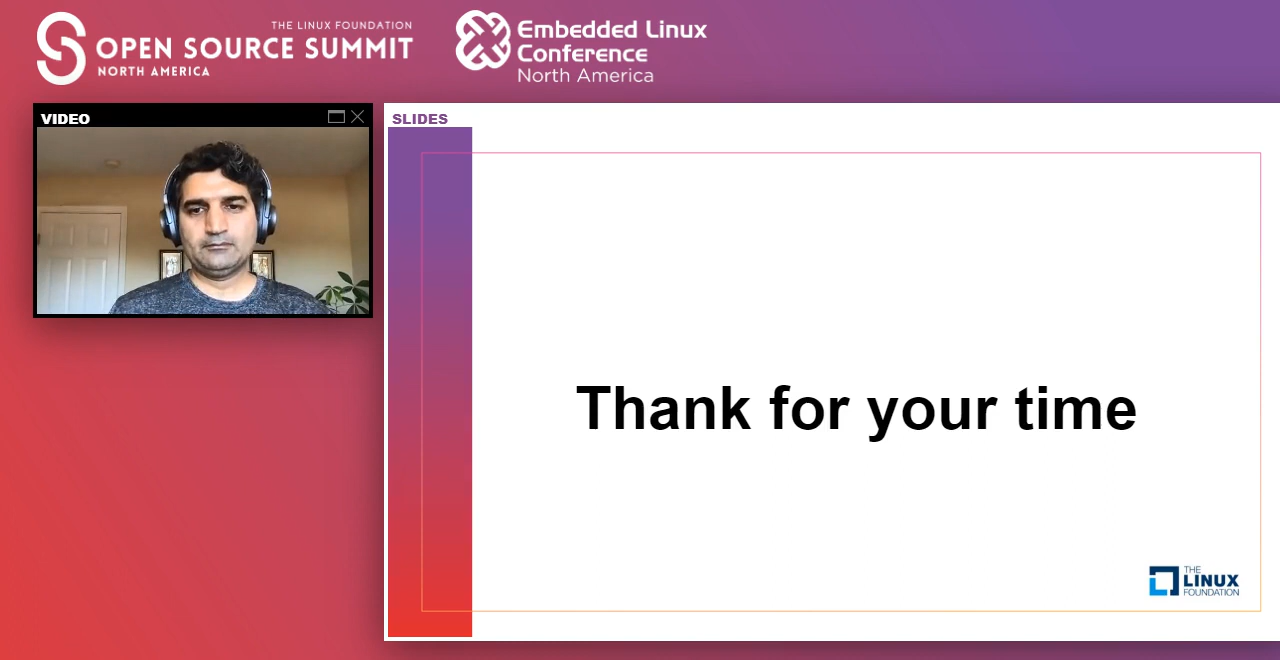 THE LINUX FOUNDATION
OPEN SOURCE SUMMIT
NORTH AMERICA
Embedded Linux
Conference
North America
VIDEO
SLIDES
Thank for your time
THE
LINUX
FOUNDATION